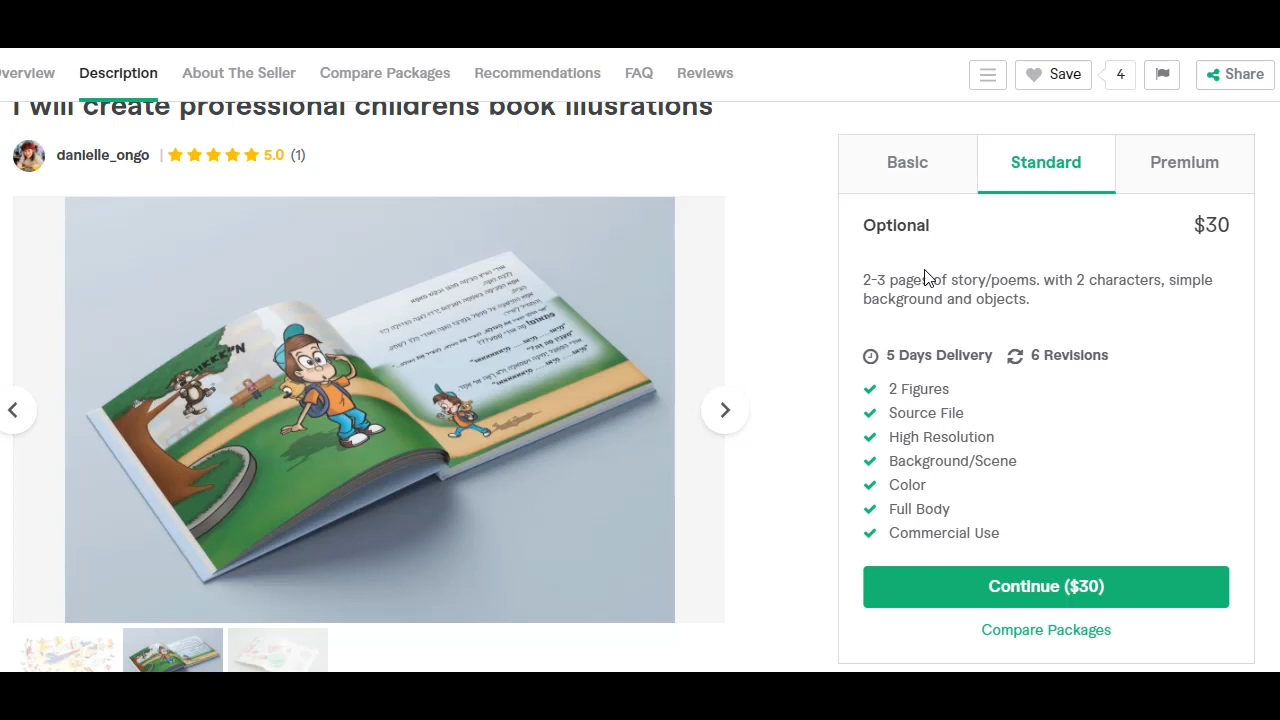 verview Description About The Seller Compare Packages Recommendations FAQ Reviews Save 4 Share
I will create professional childrens book illusrations
danielle_ongo | 5.0 (1)
Basic Standard Premium
Optional $30
2-3 pages of story/poems. with 2 characters, simple
background and objects.
5 Days Delivery 6 Revisions
2 Figures
Source File
High Resolution
Background/Scene
Color
Full Body
Commercial Use
Continue ($30)
Compare Packages